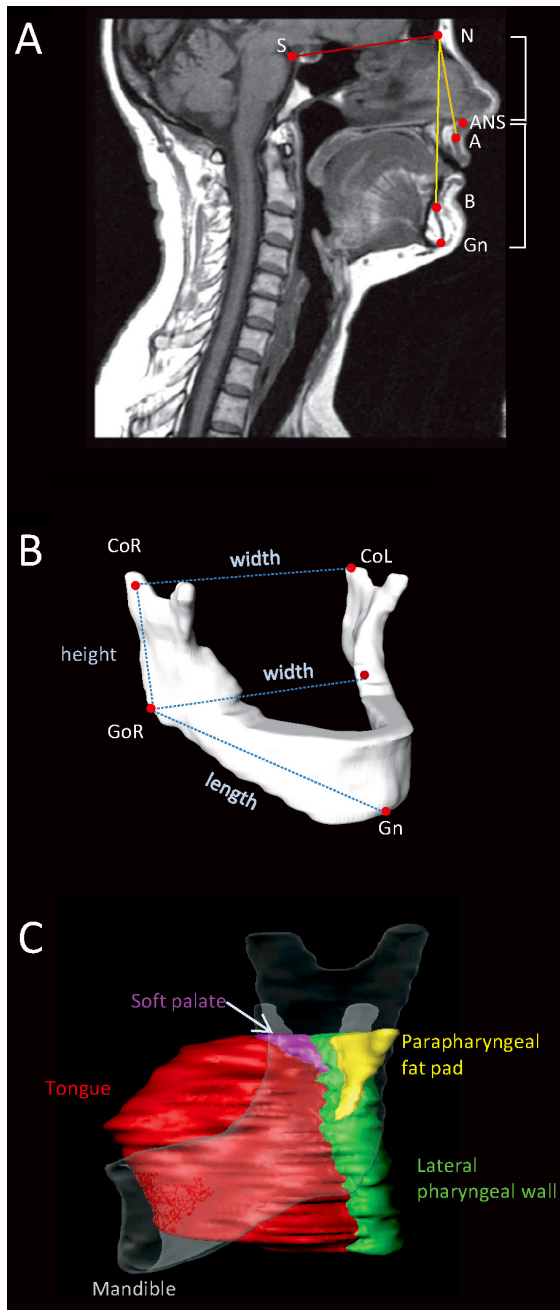 A
S
N
ANS
A
B
Gn
B
CoR
width
CoL
height
width
GoR
length
Gn
C
Soft palate
Parapharyngeal
fat pad
Tongue
Lateral
pharyngeal wall
Mandible